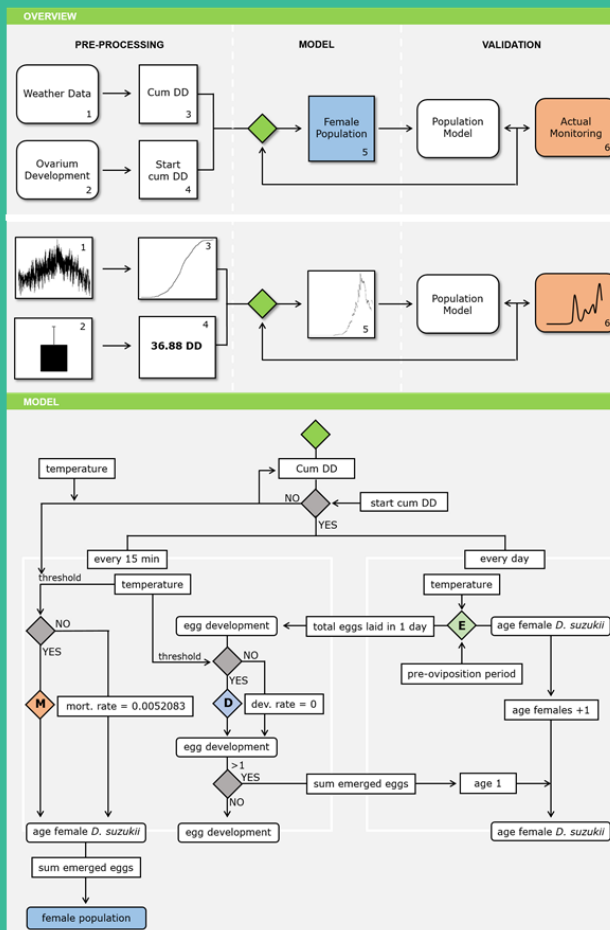 OVERVIEW
PRE-PROCESSING
MODEL
VALIDATION
Weather Data
1
Cum DD
3
Female
Population
5
Population
Model
Actual
Monitoring
6
Ovarium
Development
2
Start
cum DD
4
1
3
2
4
36.88 DD
5
Population
Model
6
MODEL
temperature
Cum DD
NO
start cum DD
YES
every 15 min
every day
threshold
temperature
temperature
NO
YES
egg development
total eggs laid in 1 day
E
age female D. suzukii
threshold
NO
YES
pre-oviposition period
M
mort. rate = 0.0052083
D
dev. rate = 0
age females +1
egg development
>1
YES
sum emerged eggs
age 1
NO
age female D. suzukii
egg development
age female D. suzukii
sum emerged eggs
female population